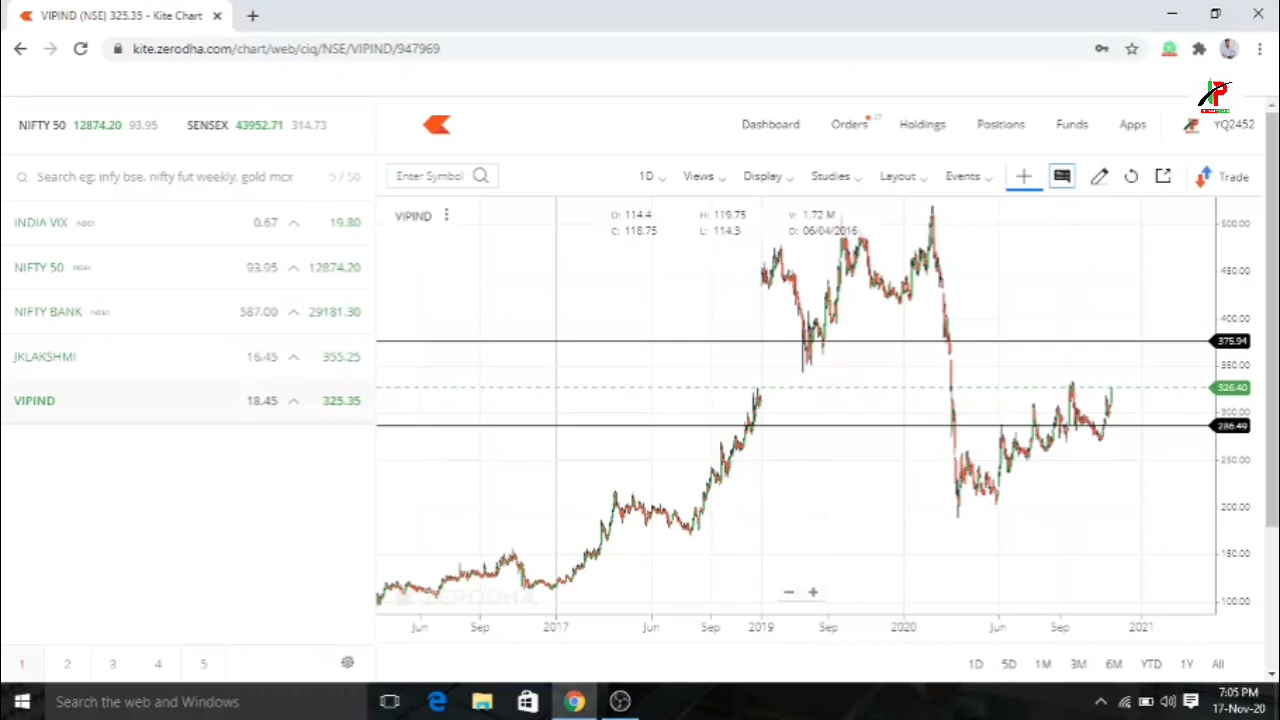 VIPIND (NSE) 325.35 - Kite Chart
kite.zerodha.com/chart/web/ciq/NSE/VIPIND/947969
NIFTY 50 12874.20 93.95 SENSEX 43952.71 314.73
Dashboard Orders Holdings Positions Funds Apps YQ2452
Search eg: infy bse, nifty fut weekly, gold mcx 5 / 50
Enter Symbol 1D Views Display Studies Layout Events Trade
INDIA VIX INDEX 0.67 19.80
NIFTY 50 INDEX 93.95 12874.20
NIFTY BANK INDEX 587.00 29181.30
JKLAKSHMI 16.45 355.25
VIPIND 18.45 325.35
VIPIND O: 114.4 H: 119.75 V: 1.72 M
C: 118.75 L: 114.3 D: 06/04/2016
500.00
450.00
400.00
375.94
350.00
326.40
300.00
286.49
250.00
200.00
150.00
100.00
ZERODHA
Jun Sep 2017 Jun Sep 2019 Sep 2020 Jun Sep 2021
1 2 3 4 5
1D 5D 1M 3M 6M YTD 1Y All
Search the web and Windows
7:05 PM
17-Nov-20